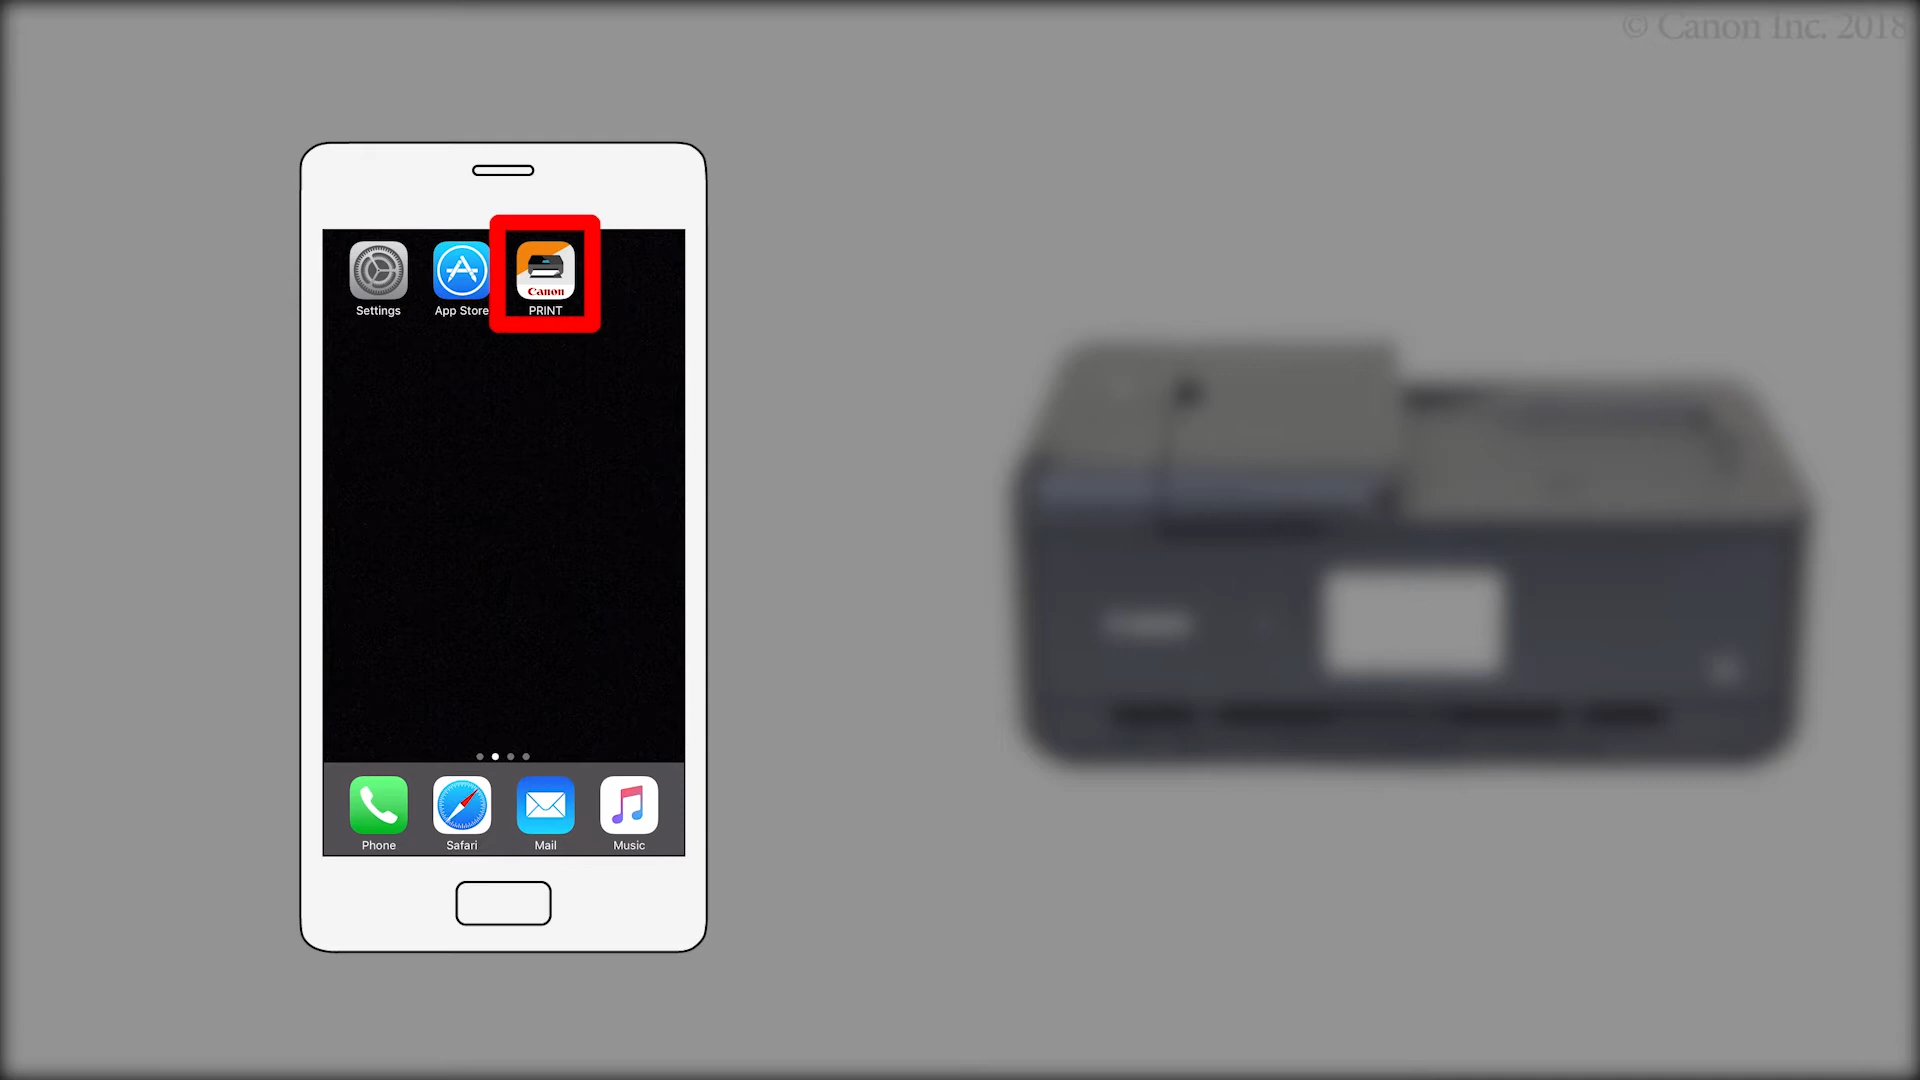 © Canon Inc. 2018
Settings
App Store
Canon
PRINT
Phone
Safari
Mail
Music